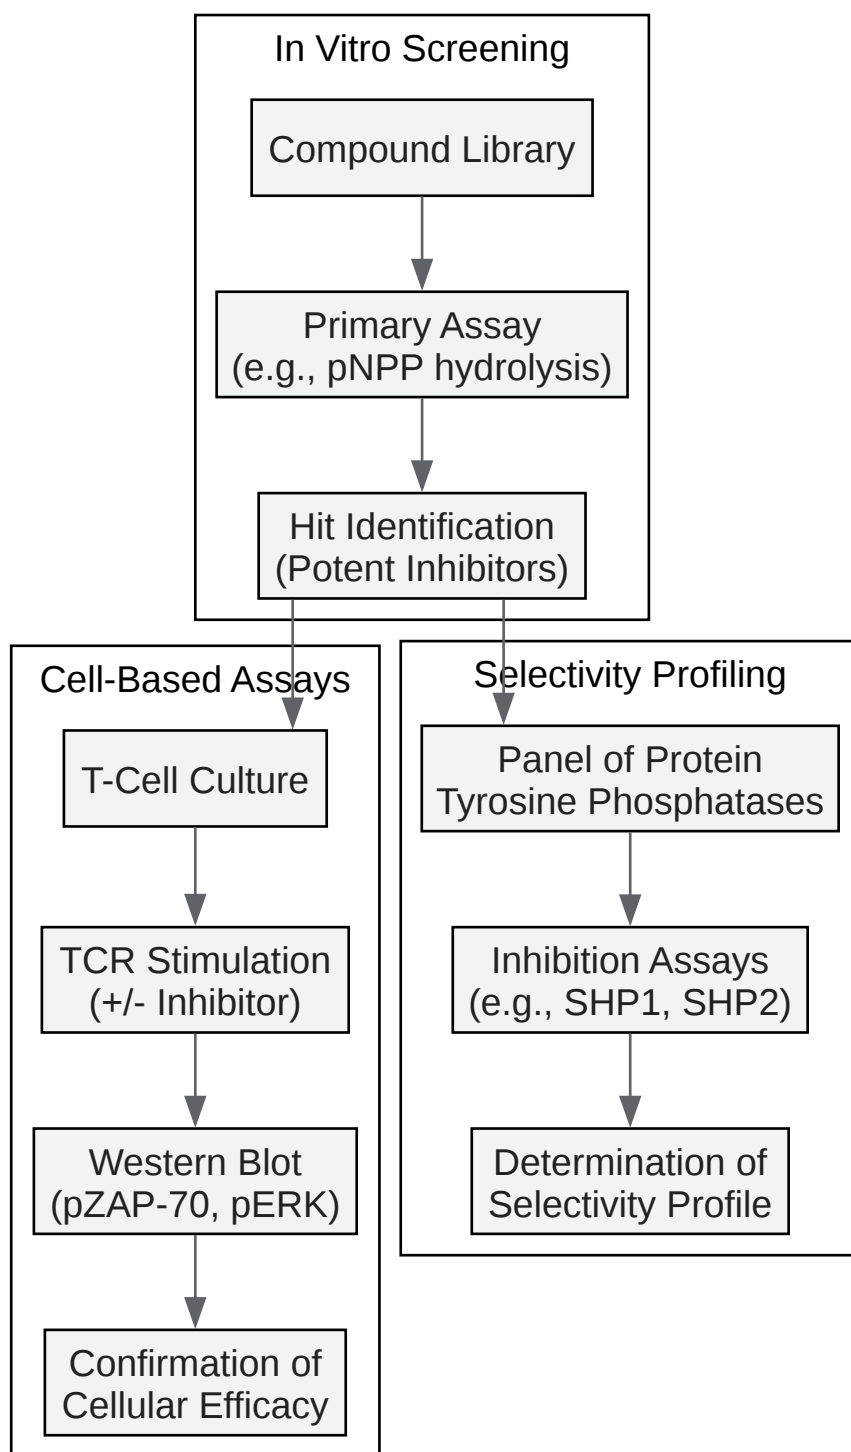 In Vitro Screening
Compound Library
Primary Assay
(e.g., pNPP hydrolysis)
Hit Identification
(Potent Inhibitors)
Cell-Based Assays
T-Cell Culture
TCR Stimulation
(+/- Inhibitor)
Western Blot
(pZAP-70, pERK)
Confirmation of
Cellular Efficacy
Selectivity Profiling
Panel of Protein
Tyrosine Phosphatases
Inhibition Assays
(e.g., SHP1, SHP2)
Determination of
Selectivity Profile